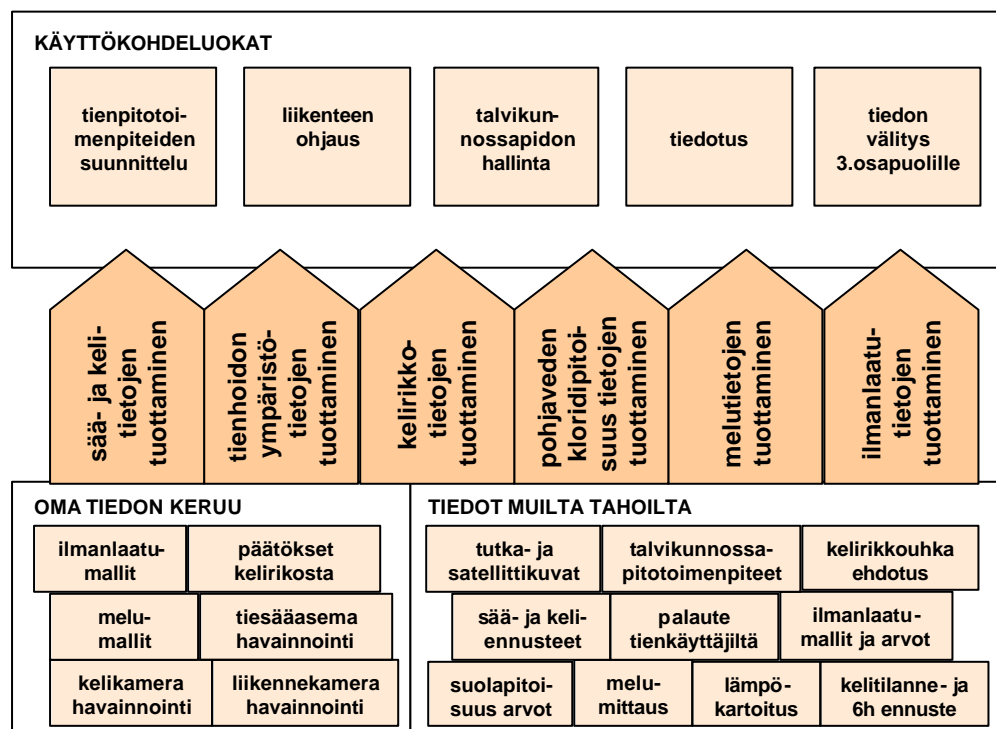 KÄYTTÖKOHDELUOKAT
tienpitotoi-
menpiteiden
suunnittelu
liikenteen
ohjaus
talvikun-
nossapidon
hallinta
tiedotus
tiedon
välitys
3.osapuolille
sää- ja keli-
tietojen
tuottaminen
tienhoidon
ympäristö-
tietojen
tuottaminen
kelirikko-
tietojen
tuottaminen
pohjaveden
kloridipitoi-
suus tietojen
tuottaminen
melutietojen
tuottaminen
ilmanlaatu-
tietojen
tuottaminen
OMA TIEDON KERUU
ilmanlaatu-
mallit
päätökset
kelirikosta
melu-
mallit
tiesääasema
havainnointi
kelikamera
havainnointi
liikennekamera
havainnointi
TIEDOT MUILTA TAHOILTA
tutka- ja
satellittikuvat
talvikunnossa-
pitotoimenpiteet
kelirikkouhka
ehdotus
sää- ja keli-
ennusteet
palaute
tienkäyttäjiltä
ilmanlaatu-
mallit ja arvot
suolapitoi-
suus arvot
melu-
mittaus
lämpö-
kartoitus
kelitilanne- ja
6h ennuste